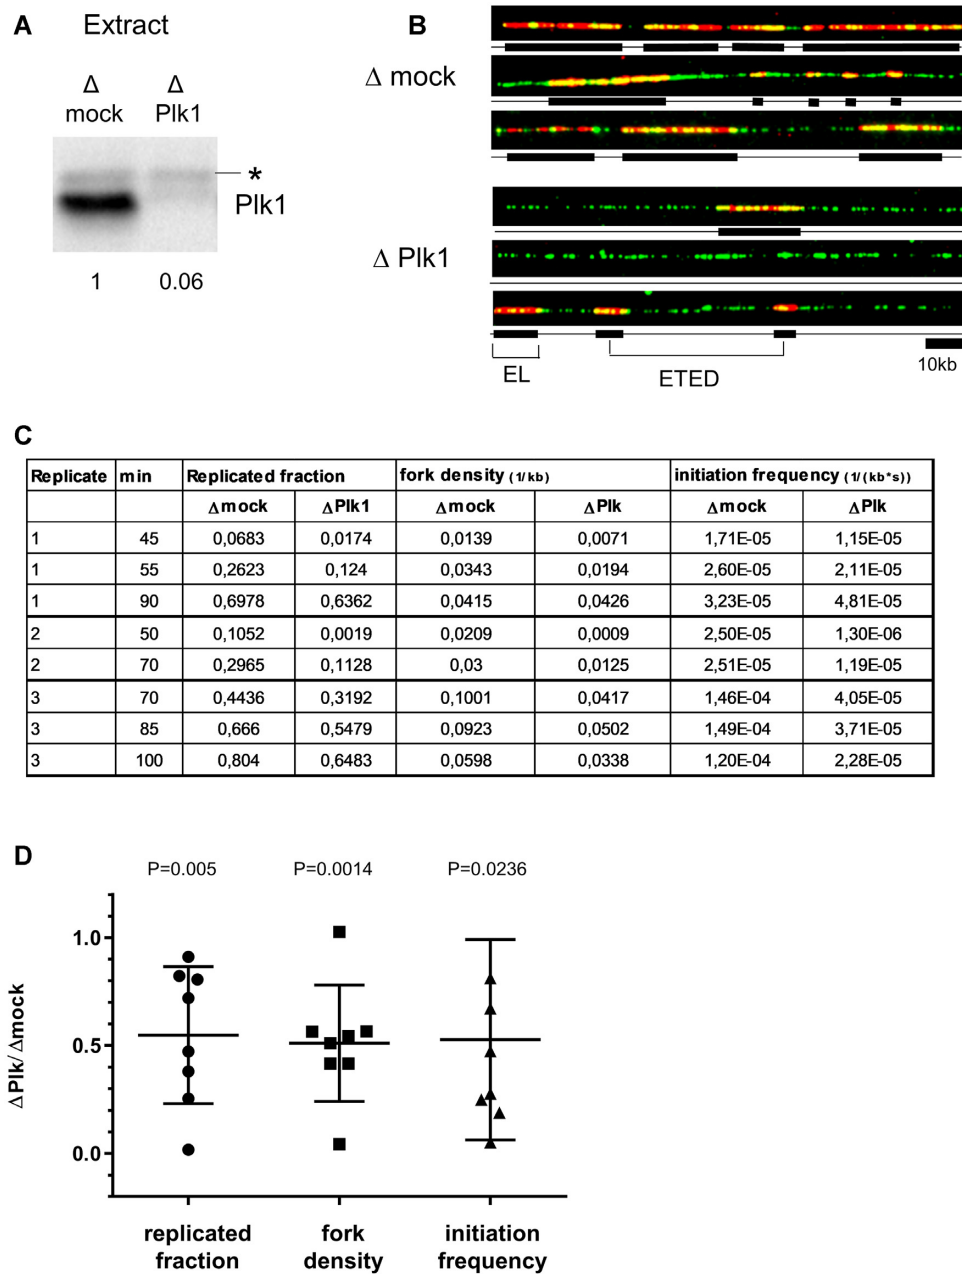 A
Extract
Δ mock
Δ Plk1
*
Plk1
1 0.06
B
Δ mock
Δ Plk1
EL
ETED
10kb
C
Replicate min Replicated fraction fork density (1/kb) initiation frequency (1/(kb*s))
Δmock ΔPlk1 Δmock ΔPlk Δmock ΔPlk
1 45 0,0683 0,0174 0,0139 0,0071 1,71E-05 1,15E-05
1 55 0,2623 0,124 0,0343 0,0194 2,60E-05 2,11E-05
1 90 0,6978 0,6362 0,0415 0,0426 3,23E-05 4,81E-05
2 50 0,1052 0,0019 0,0209 0,0009 2,50E-05 1,30E-06
2 70 0,2965 0,1128 0,03 0,0125 2,51E-05 1,19E-05
3 70 0,4436 0,3192 0,1001 0,0417 1,46E-04 4,05E-05
3 85 0,666 0,5479 0,0923 0,0502 1,49E-04 3,71E-05
3 100 0,804 0,6483 0,0598 0,0338 1,20E-04 2,28E-05
D
P=0.005 P=0.0014 P=0.0236
1.0
0.5
0.0
ΔPlk/Δmock
replicated fraction
fork density
initiation frequency